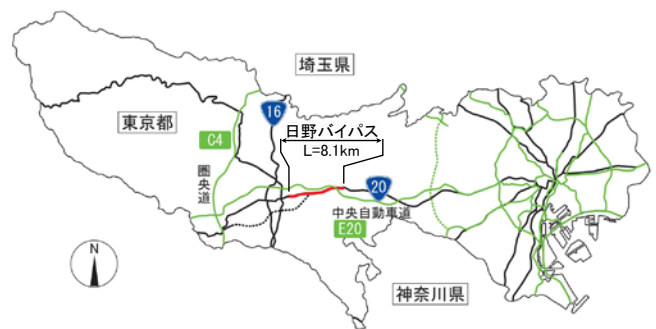 埼玉県
16
東京都
日野バイパス
C4
L=8.1km
圏央道
20
中央自動車道
E20
N
神奈川県